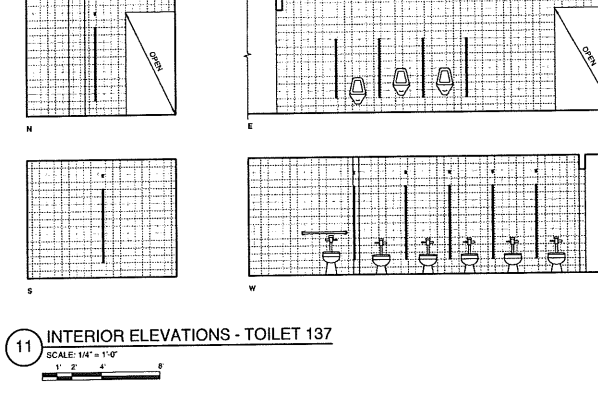 OPEN
OPEN
N
E
S
W
11
INTERIOR ELEVATIONS - TOILET 137
SCALE: 1/4" = 1'-0"
1' 2' 4' 8'